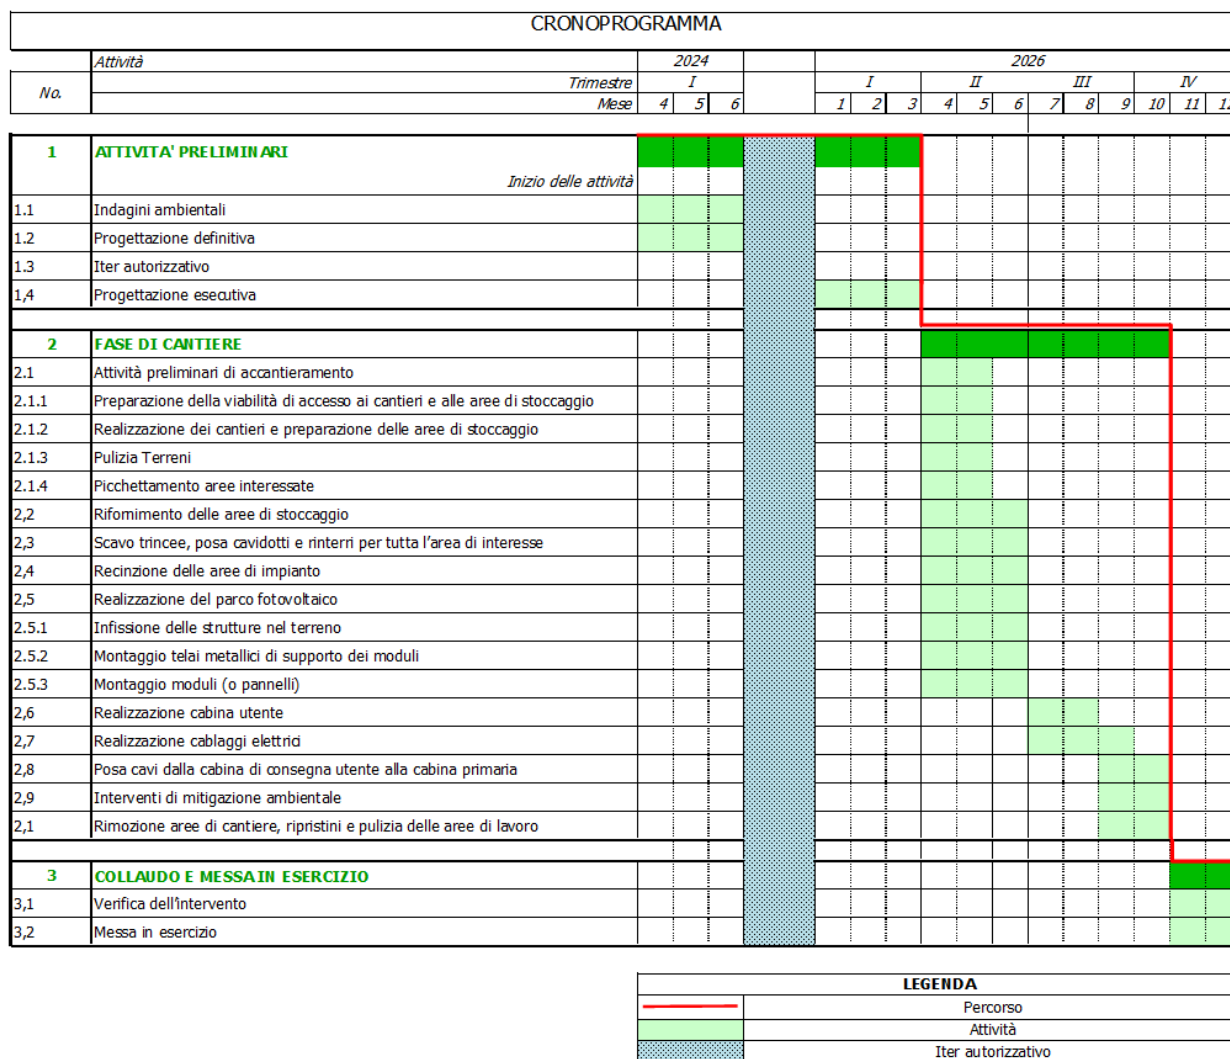 CRONOPROGRAMMA
Attività 2024 2026
No. Trimestre I I II III IV
Mese 4 5 6 1 2 3 4 5 6 7 8 9 10 11 12
1 ATTIVITA' PRELIMINARI
Inizio delle attività
1.1 Indagini ambientali
1.2 Progettazione definitiva
1.3 Iter autorizzativo
1,4 Progettazione esecutiva
2 FASE DI CANTIERE
2.1 Attività preliminari di accantieramento
2.1.1 Preparazione della viabilità di accesso ai cantieri e alle aree di stoccaggio
2.1.2 Realizzazione dei cantieri e preparazione delle aree di stoccaggio
2.1.3 Pulizia Terreni
2.1.4 Picchettamento aree interessate
2,2 Rifornimento delle aree di stoccaggio
2,3 Scavo trincee, posa cavidotti e rinterri per tutta l'area di interesse
2,4 Recinzione delle aree di impianto
2,5 Realizzazione del parco fotovoltaico
2.5.1 Infissione delle strutture nel terreno
2.5.2 Montaggio telai metallici di supporto dei moduli
2.5.3 Montaggio moduli (o pannelli)
2,6 Realizzazione cabina utente
2,7 Realizzazione cablaggi elettrici
2,8 Posa cavi dalla cabina di consegna utente alla cabina primaria
2,9 Interventi di mitigazione ambientale
2,1 Rimozione aree di cantiere, ripristini e pulizia delle aree di lavoro
3 COLLAUDO E MESSA IN ESERCIZIO
3,1 Verifica dell'intervento
3,2 Messa in esercizio
LEGENDA
Percorso
Attività
Iter autorizzativo